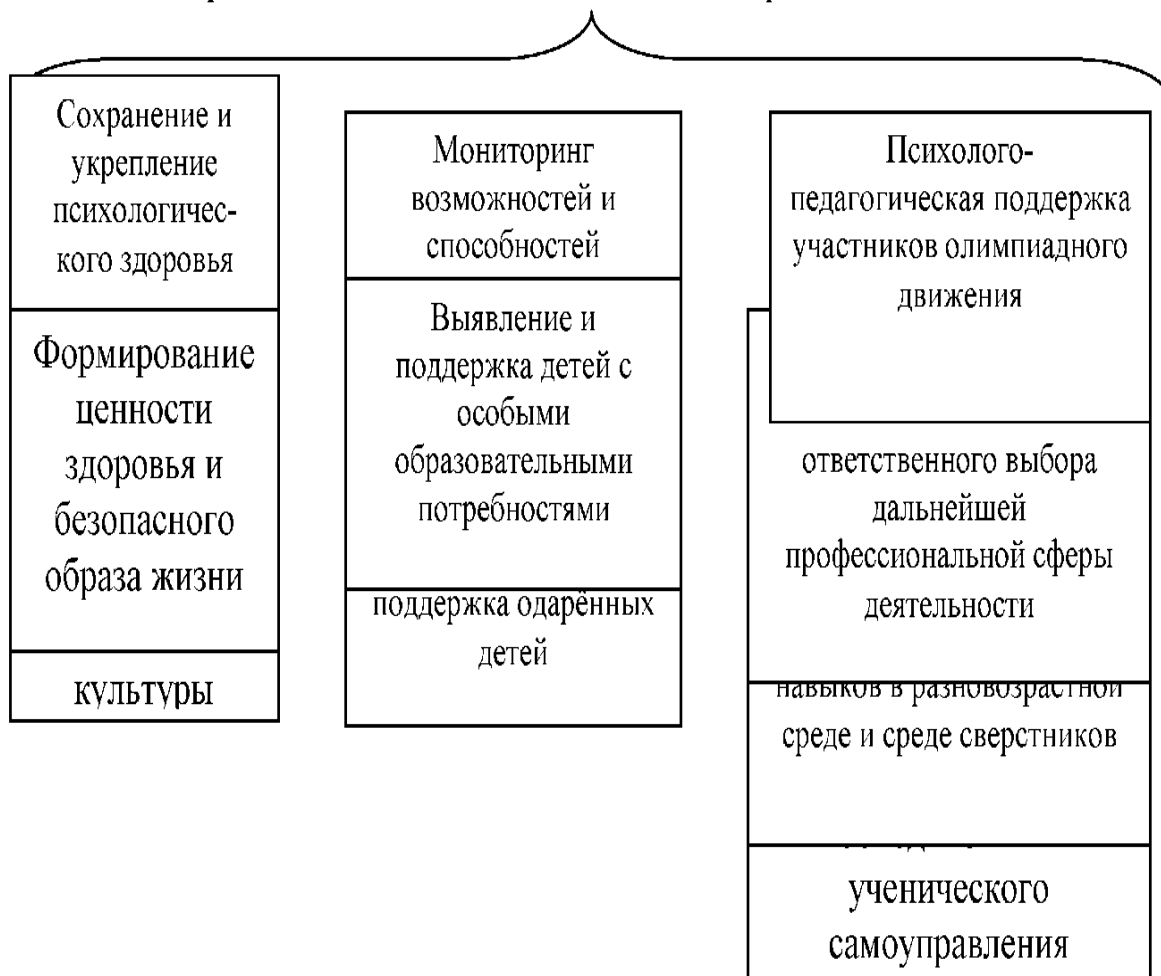 Сохранение и
укрепление
психологичес-
кого здоровья
Формирование
ценности
здоровья и
безопасного
образа жизни
культуры
Мониторинг
возможностей и
способностей
Выявление и
поддержка детей с
особыми
образовательными
потребностями
поддержка одарённых
детей
Психолого-
педагогическая поддержка
участников олимпиадного
движения
ответственного выбора
дальнейшей
профессиональной сферы
деятельности
навыков в разновозрастной
среде и среде сверстников
ученического
самоуправления